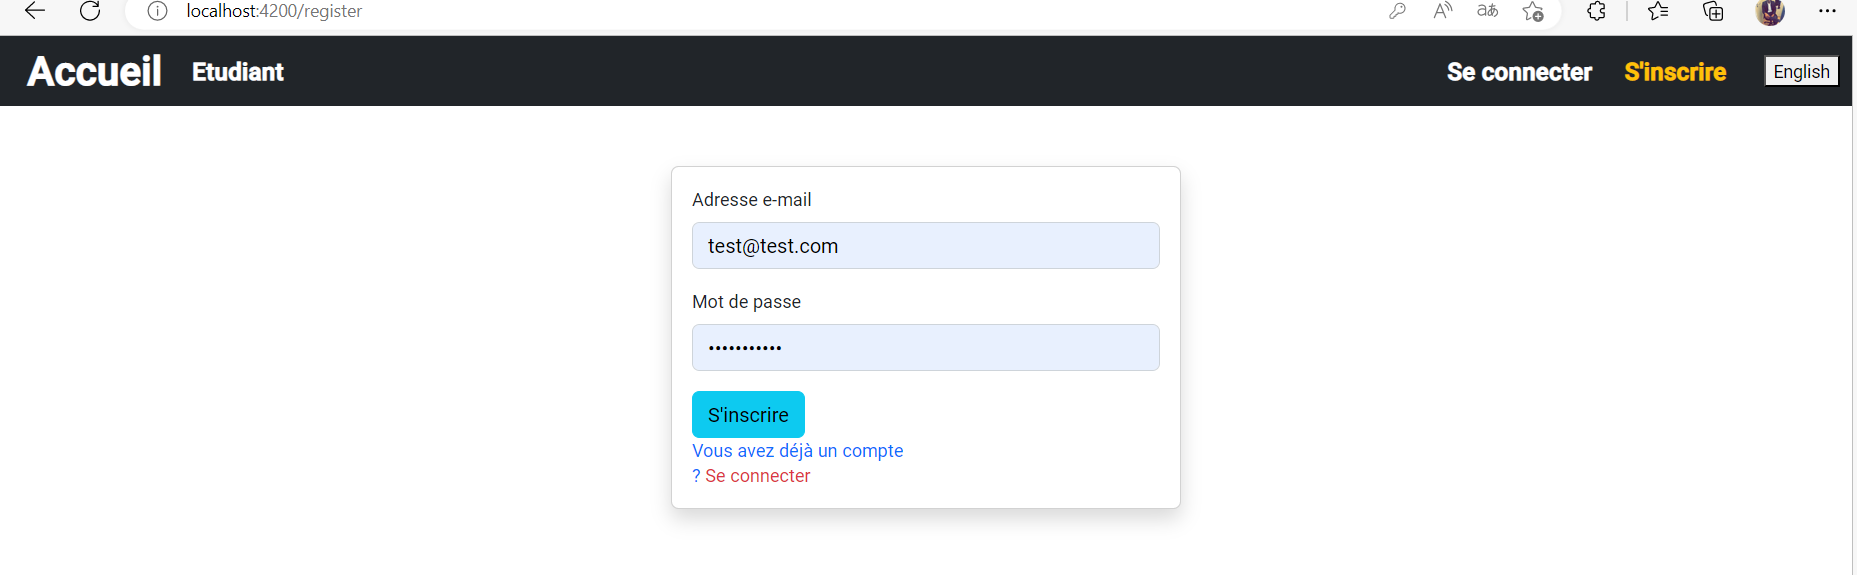 localhost:4200/register
Accueil Etudiant Se connecter S'inscrire English
Adresse e-mail
test@test.com
Mot de passe
•••••••••••
S'inscrire
Vous avez déjà un compte
? Se connecter